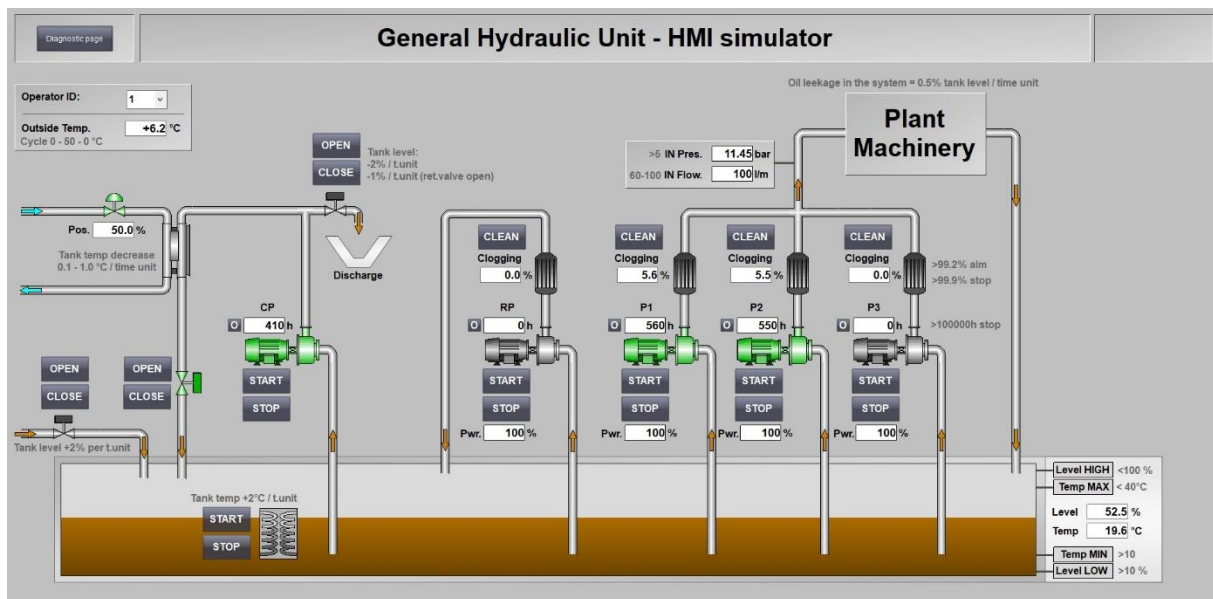 Diagnostic page
General Hydraulic Unit - HMI simulator
Oil leekage in the system = 0.5% tank level / time unit
Operator ID: 1
Outside Temp. +6.2 °C
Cycle 0 - 50 - 0 °C
OPEN
CLOSE
Tank level:
-2% / t.unit
-1% / t.unit (ret.valve open)
Discharge
>5 IN Pres. 11.45 bar
60-100 IN Flow. 100 l/m
Plant
Machinery
Pos. 50.0 %
Tank temp decrease
0.1 - 1.0 °C / time unit
CP
O 410 h
START
STOP
CLEAN
Clogging
0.0 %
RP
O 0 h
START
STOP
Pwr. 100 %
CLEAN
Clogging
5.6 %
P1
O 560 h
START
STOP
Pwr. 100 %
CLEAN
Clogging
5.5 %
P2
O 550 h
START
STOP
Pwr. 100 %
CLEAN
Clogging
0.0 %
P3
O 0 h
START
STOP
Pwr. 100 %
>99.2% alm
>99.9% stop
>100000h stop
OPEN
CLOSE
OPEN
CLOSE
Tank level +2% per t.unit
Tank temp +2°C / t.unit
START
STOP
Level HIGH <100 %
Temp MAX < 40°C
Level 52.5 %
Temp 19.6 °C
Temp MIN >10
Level LOW >10 %